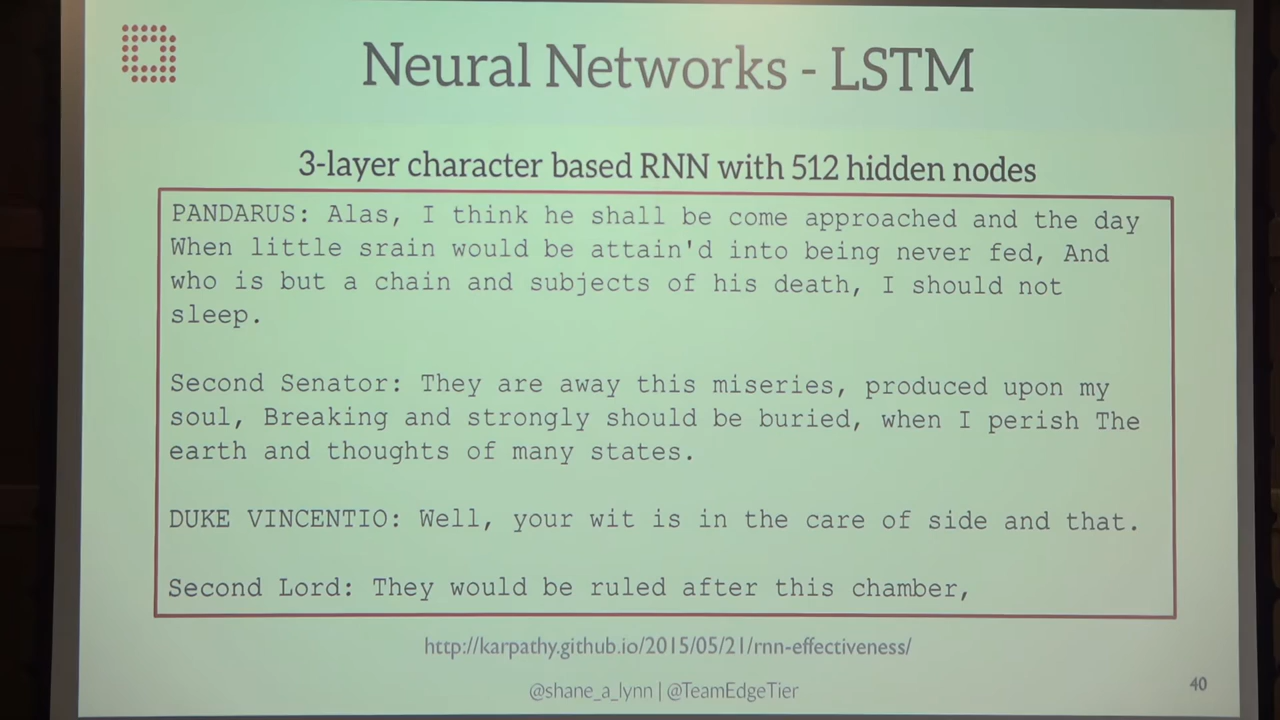 Neural Networks - LSTM
3-layer character based RNN with 512 hidden nodes
PANDARUS: Alas, I think he shall be come approached and the day
When little srain would be attain'd into being never fed, And
who is but a chain and subjects of his death, I should not
sleep.
Second Senator: They are away this miseries, produced upon my
soul, Breaking and strongly should be buried, when I perish The
earth and thoughts of many states.
DUKE VINCENTIO: Well, your wit is in the care of side and that.
Second Lord: They would be ruled after this chamber,
http://karpathy.github.io/2015/05/21/rnn-effectiveness/
@shane_a_lynn | @TeamEdgeTier
40